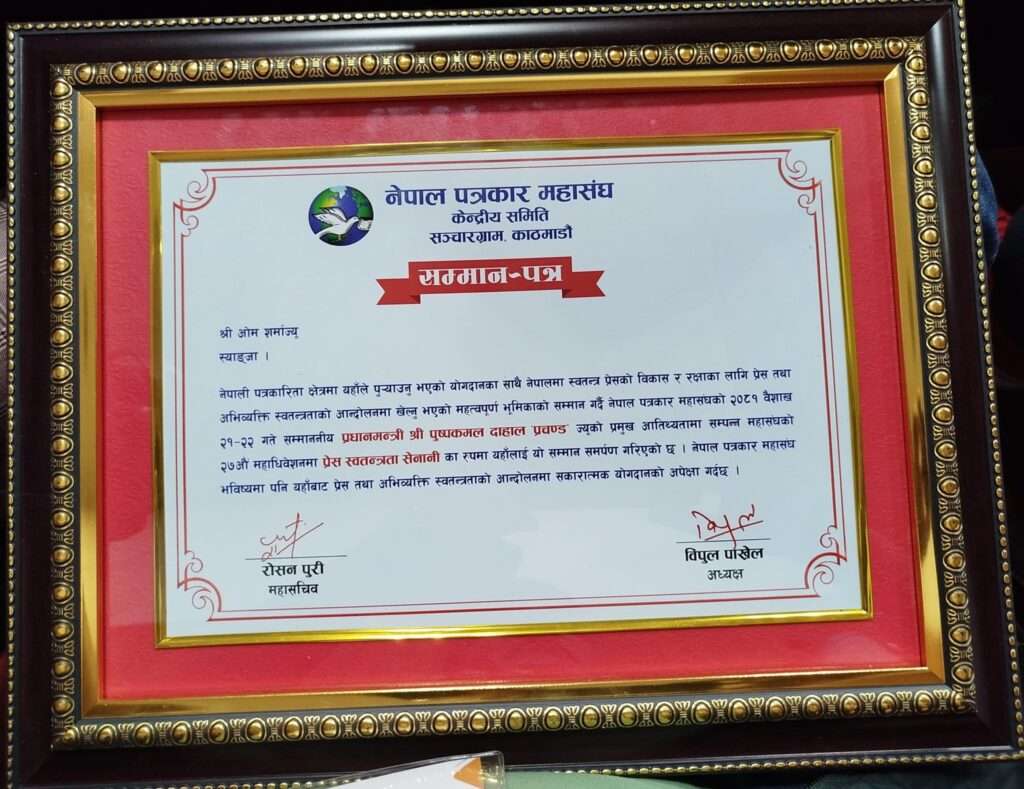 नेपाल पत्रकार महासंघ
केन्द्रीय समिति
सञ्चारग्राम, काठमाडौं
सम्मान-पत्र
श्री ओम शर्माज्यू
स्याङ्जा ।
नेपाली पत्रकारिता क्षेत्रमा यहाँले पुऱ्याउनु भएको योगदानका साथै नेपालमा स्वतन्त्र प्रेसको विकास र रक्षाका लागि प्रेस तथा
अभिव्यक्ति स्वतन्त्रताको आन्दोलनमा खेल्नु भएको महत्वपूर्ण भूमिकाको सम्मान गर्दै नेपाल पत्रकार महासंघको २०८१ वैशाख
२१-२२ गते सम्माननीय प्रधानमन्त्री श्री पुष्पकमल दाहाल 'प्रचण्ड' ज्यूको प्रमुख आतिथ्यतामा सम्पन्न महासंघको
२७औं महाधिवेशनमा प्रेस स्वतन्त्रता सेनानी का रुपमा यहाँलाई यो सम्मान समर्पण गरिएको छ । नेपाल पत्रकार महासंघ
भविष्यमा पनि यहाँबाट प्रेस तथा अभिव्यक्ति स्वतन्त्रताको आन्दोलनमा सकारात्मक योगदानको अपेक्षा गर्दछ ।
विपुल
रोसन पुरी
महासचिव
विपुल पोखेल
अध्यक्ष